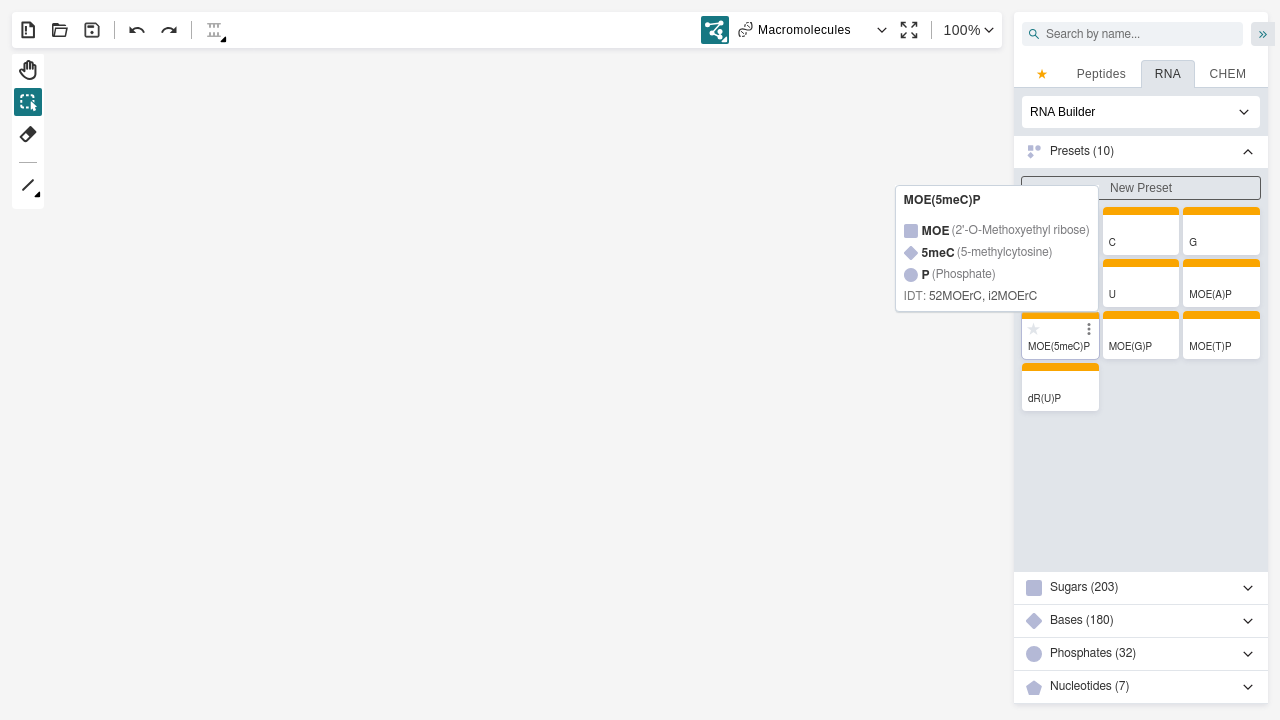 Macromolecules
100%
Search by name...
Peptides
RNA
CHEM
RNA Builder
Presets (10)
New Preset
MOE(5meC)P
MOE (2'-O-Methoxyethyl ribose)
5meC (5-methylcytosine)
P (Phosphate)
IDT: 52MOErC, i2MOErC
C
G
U
MOE(A)P
MOE(5meC)P
MOE(G)P
MOE(T)P
dR(U)P
Sugars (203)
Bases (180)
Phosphates (32)
Nucleotides (7)